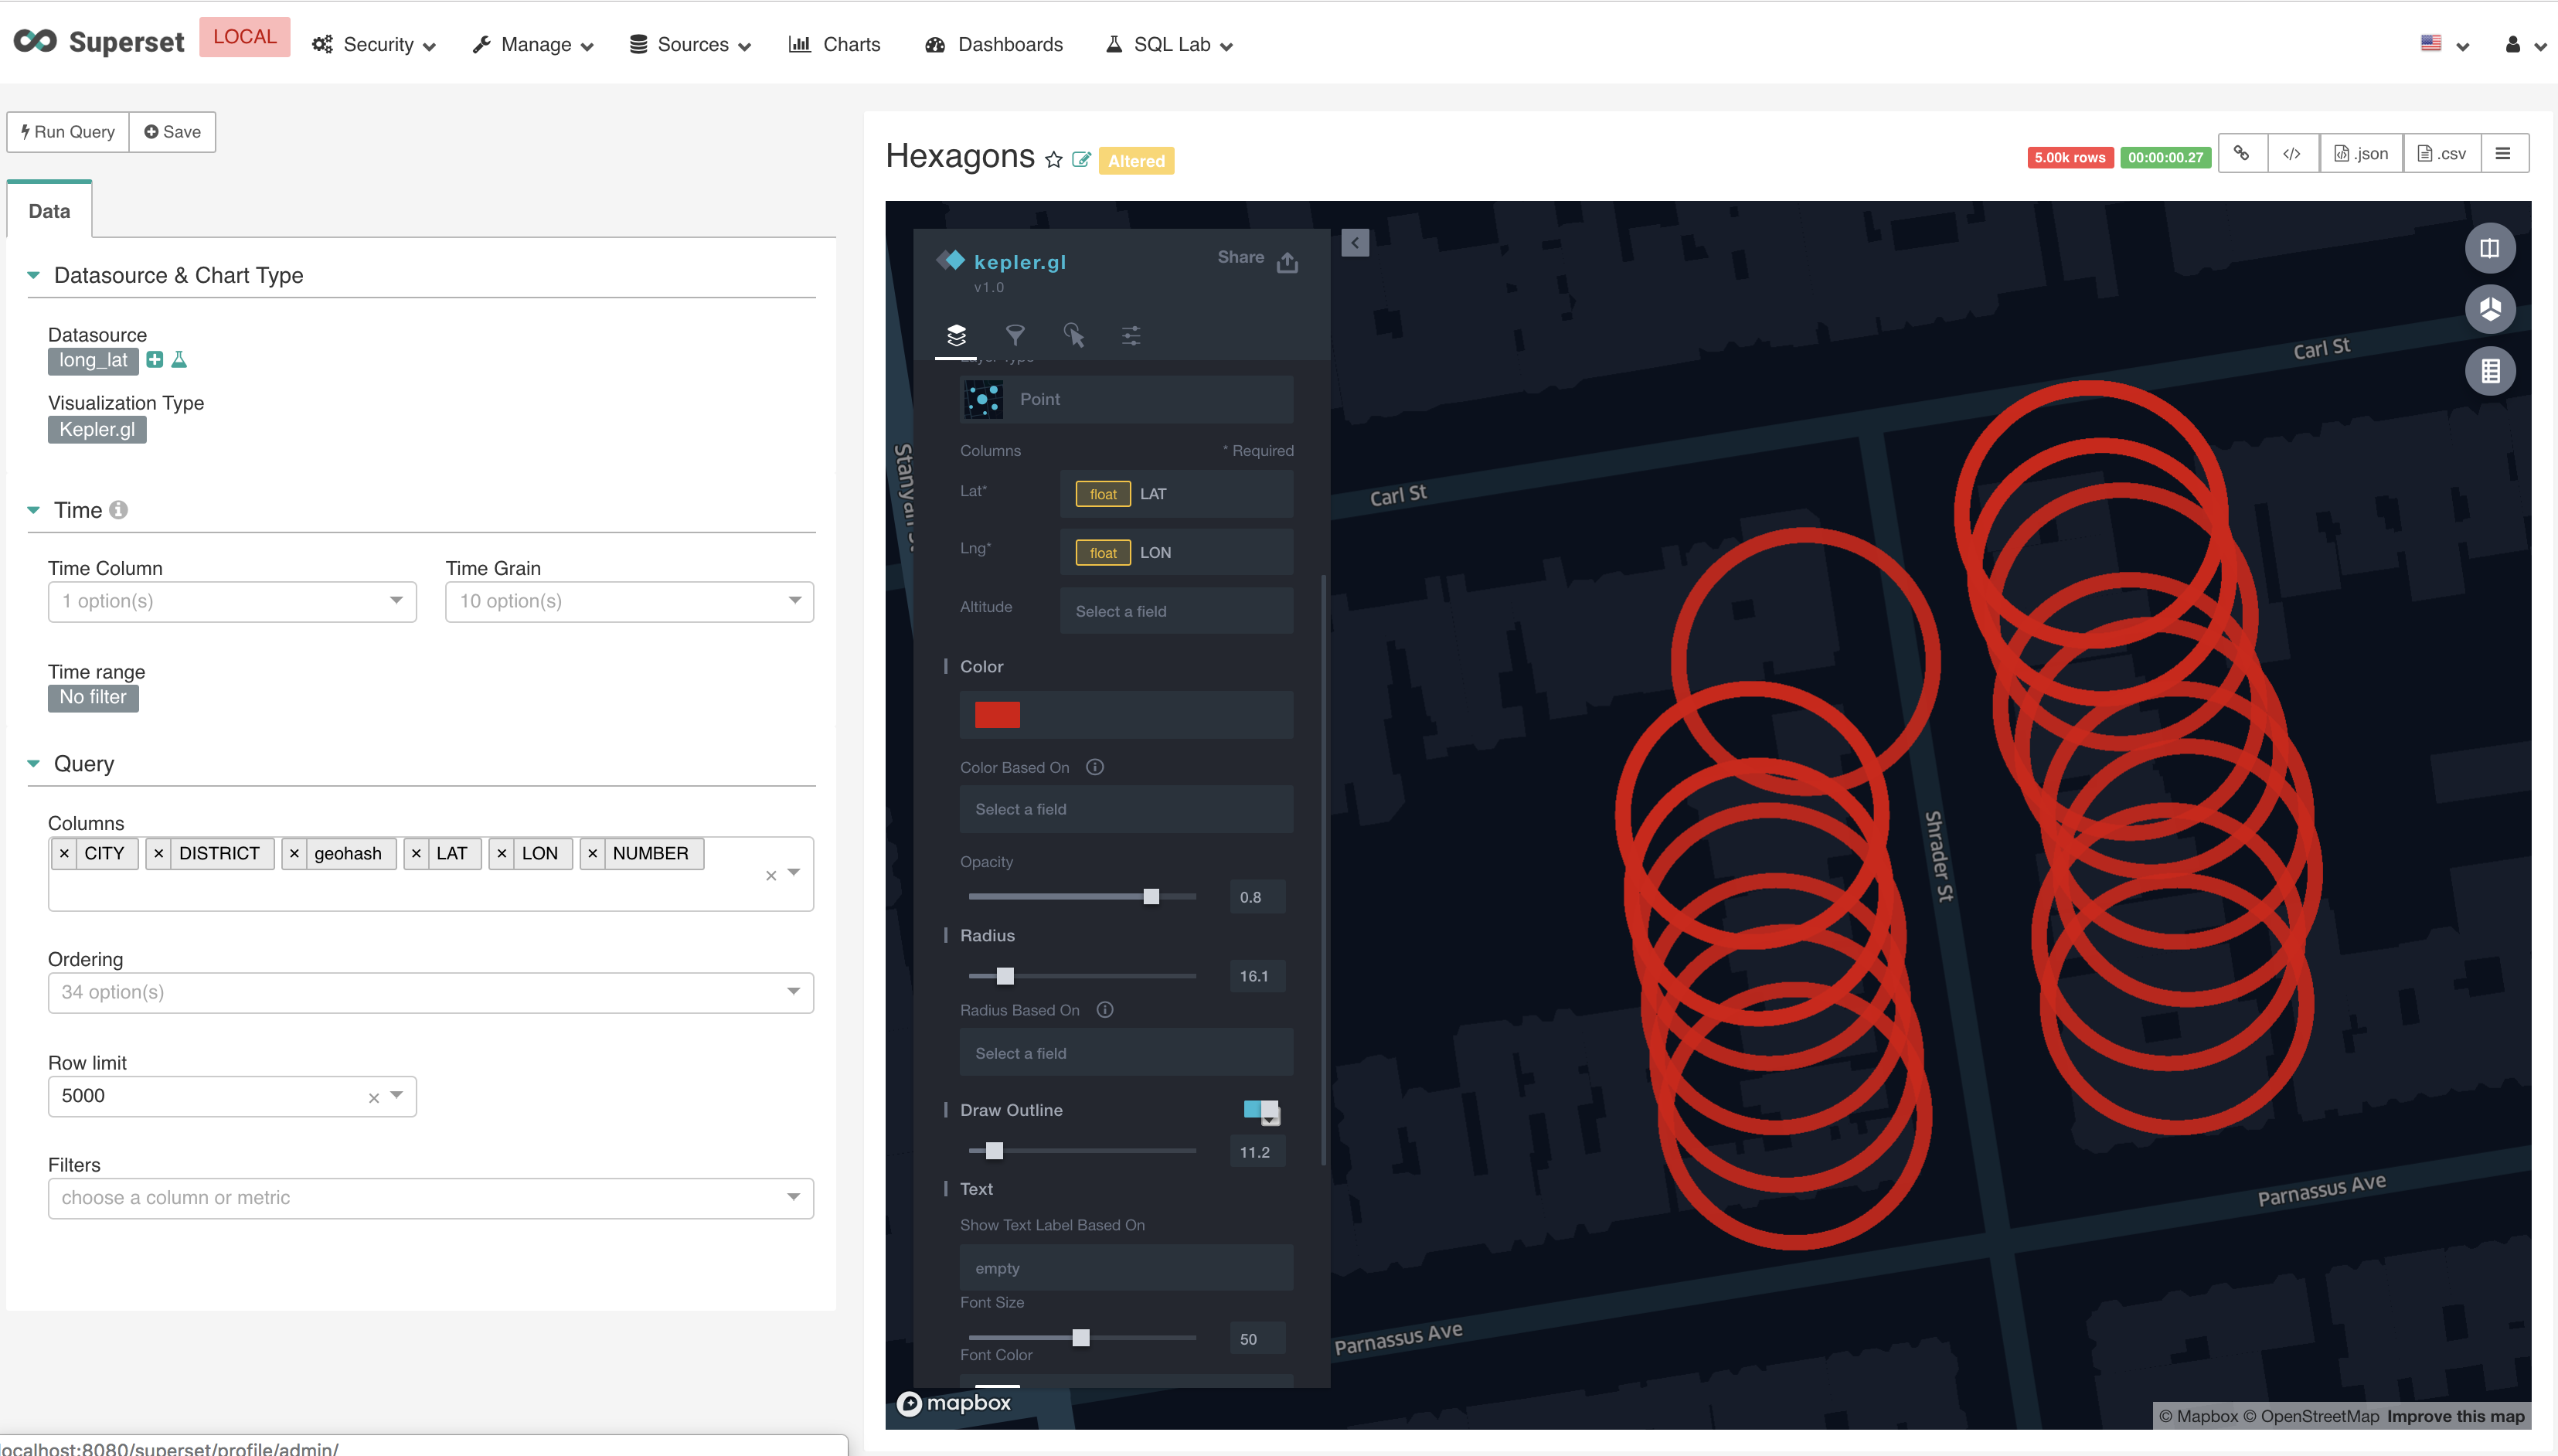 Superset LOCAL Security Manage Sources Charts Dashboards SQL Lab
Run Query Save
Data
Datasource & Chart Type
Datasource
long_lat
Visualization Type
Kepler.gl
Time
Time Column Time Grain
1 option(s) 10 option(s)
Time range
No filter
Query
Columns
× CITY × DISTRICT × geohash × LAT × LON × NUMBER
Ordering
34 option(s)
Row limit
5000
Filters
choose a column or metric
localhost:8080/superset/profile/admin/
Hexagons Altered
5.00k rows 00:00:00.27 </> .json .csv
kepler.gl Share
v1.0
Layer Type
Point
Columns * Required
Lat* float LAT
Lng* float LON
Altitude Select a field
Color
Color Based On
Select a field
Opacity
0.8
Radius
16.1
Radius Based On
Select a field
Draw Outline
11.2
Text
Show Text Label Based On
empty
Font Size
50
Font Color
Carl St
Carl St
Shrader St
Parnassus Ave
Parnassus Ave
mapbox
© Mapbox © OpenStreetMap Improve this map